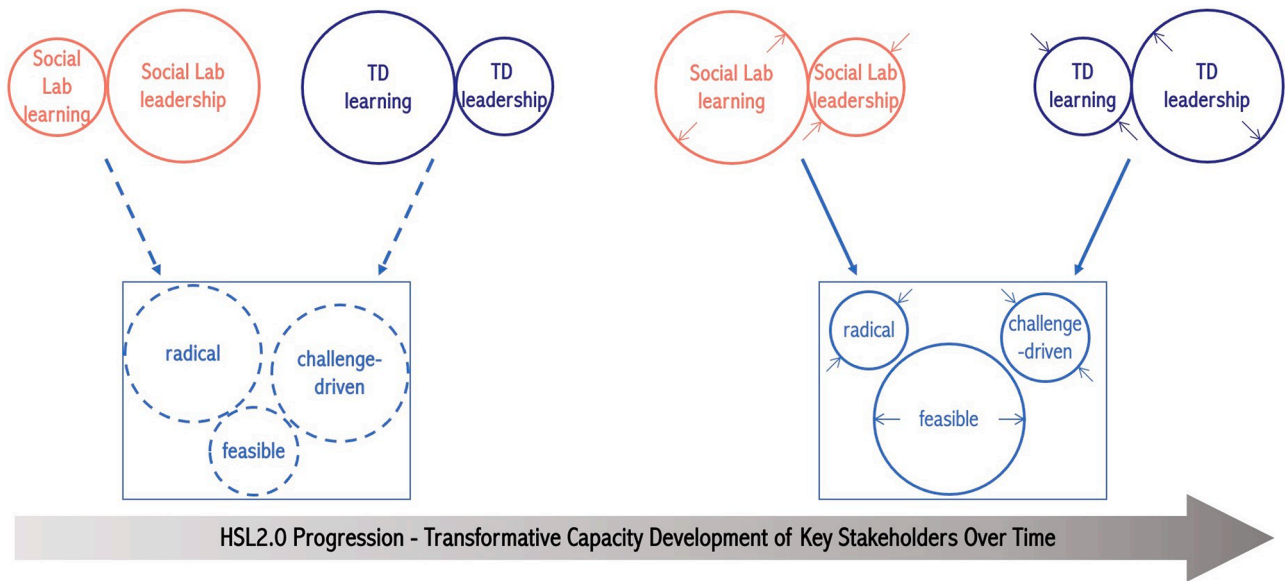 Social
Lab
learning
Social Lab
leadership
TD
learning
TD
leadership
Social Lab
learning
Social Lab
leadership
TD
learning
TD
leadership
radical
challenge-
driven
feasible
radical
challenge
-driven
feasible
HSL2.0 Progression - Transformative Capacity Development of Key Stakeholders Over Time